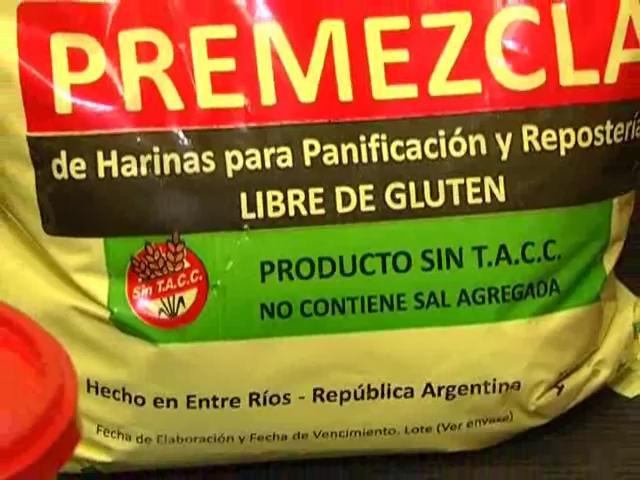 PREMEZCLA
de Harinas para Panificación y Repostería
LIBRE DE GLUTEN
Sin T.A.C.C.
PRODUCTO SIN T.A.C.C.
NO CONTIENE SAL AGREGADA
Hecho en Entre Ríos - República Argentina
Fecha de Elaboración y Fecha de Vencimiento. Lote (Ver envase)